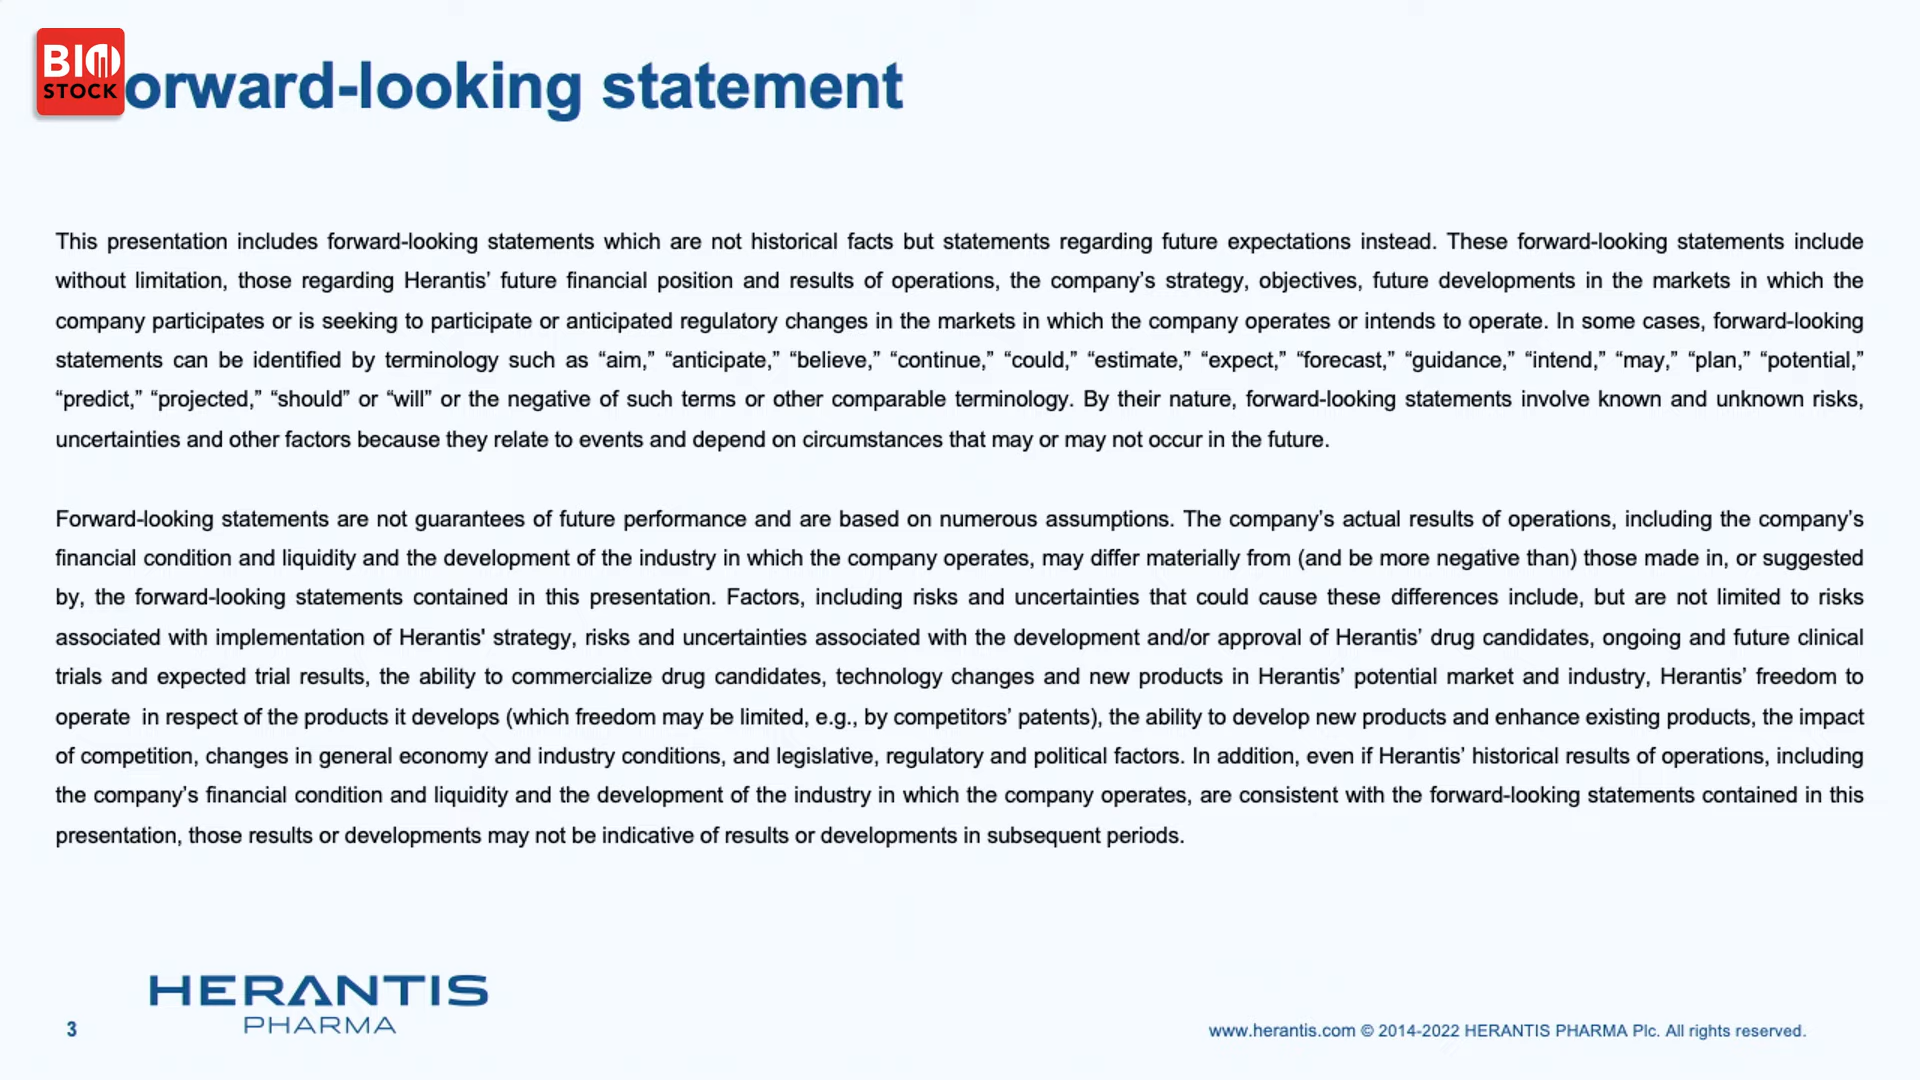 BIO
STOCK
orward-looking statement
This presentation includes forward-looking statements which are not historical facts but statements regarding future expectations instead. These forward-looking statements include
without limitation, those regarding Herantis’ future financial position and results of operations, the company’s strategy, objectives, future developments in the markets in which the
company participates or is seeking to participate or anticipated regulatory changes in the markets in which the company operates or intends to operate. In some cases, forward-looking
statements can be identified by terminology such as “aim,” “anticipate,” “believe,” “continue,” “could,” “estimate,” “expect,” “forecast,” “guidance,” “intend,” “may,” “plan,” “potential,”
“predict,” “projected,” “should” or “will” or the negative of such terms or other comparable terminology. By their nature, forward-looking statements involve known and unknown risks,
uncertainties and other factors because they relate to events and depend on circumstances that may or may not occur in the future.
Forward-looking statements are not guarantees of future performance and are based on numerous assumptions. The company’s actual results of operations, including the company’s
financial condition and liquidity and the development of the industry in which the company operates, may differ materially from (and be more negative than) those made in, or suggested
by, the forward-looking statements contained in this presentation. Factors, including risks and uncertainties that could cause these differences include, but are not limited to risks
associated with implementation of Herantis' strategy, risks and uncertainties associated with the development and/or approval of Herantis’ drug candidates, ongoing and future clinical
trials and expected trial results, the ability to commercialize drug candidates, technology changes and new products in Herantis’ potential market and industry, Herantis’ freedom to
operate in respect of the products it develops (which freedom may be limited, e.g., by competitors’ patents), the ability to develop new products and enhance existing products, the impact
of competition, changes in general economy and industry conditions, and legislative, regulatory and political factors. In addition, even if Herantis’ historical results of operations, including
the company’s financial condition and liquidity and the development of the industry in which the company operates, are consistent with the forward-looking statements contained in this
presentation, those results or developments may not be indicative of results or developments in subsequent periods.
HERANTIS
PHARMA
3
www.herantis.com © 2014-2022 HERANTIS PHARMA Plc. All rights reserved.